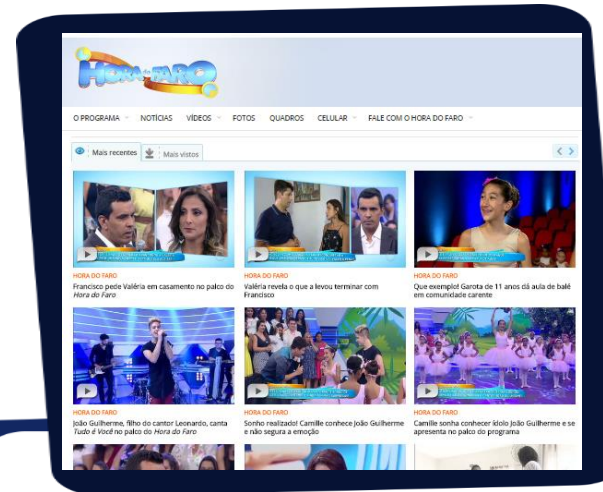 HORA do FARO
O PROGRAMA NOTÍCIAS VÍDEOS FOTOS QUADROS CELULAR FALE COM O HORA DO FARO
Mais recentes Mais vistos
HORA DO FARO HORA DO FARO HORA DO FARO
Francisco pede Valéria em casamento no palco do Valéria revela o que a levou terminar com Que exemplo! Garota de 11 anos dá aula de balé
Hora do Faro Francisco em comunidade carente
HORA DO FARO HORA DO FARO HORA DO FARO
João Guilherme, filho do cantor Leonardo, canta Sonho realizado! Camille conhece João Guilherme Camille sonha conhecer ídolo João Guilherme e se
Tudo é Você no palco do Hora do Faro e não segura a emoção apresenta no palco do programa